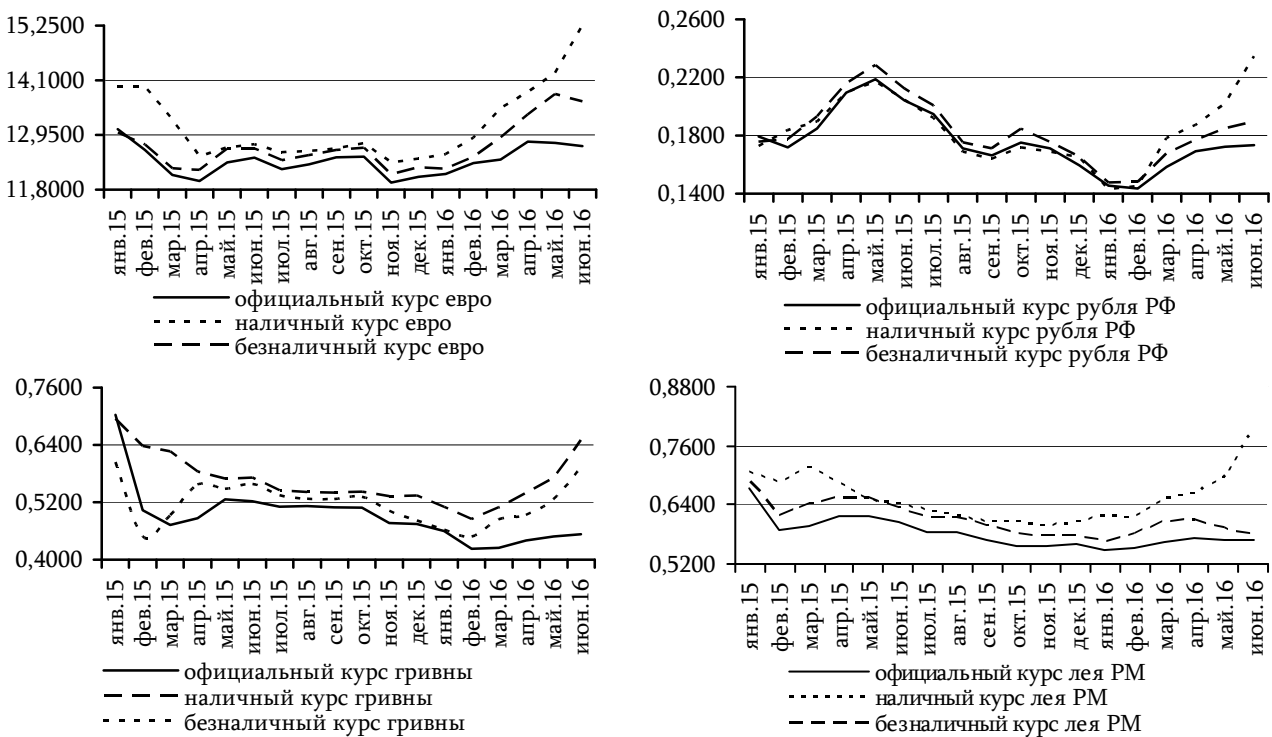 15,2500
14,1000
12,9500
11,8000
янв.15
фев.15
мар.15
апр.15
май.15
июн.15
июл.15
авг.15
сен.15
окт.15
ноя.15
дек.15
янв.16
фев.16
мар.16
апр.16
май.16
июн.16
официальный курс евро
наличный курс евро
безналичный курс евро
0,2600
0,2200
0,1800
0,1400
янв.15
фев.15
мар.15
апр.15
май.15
июн.15
июл.15
авг.15
сен.15
окт.15
ноя.15
дек.15
янв.16
фев.16
мар.16
апр.16
май.16
июн.16
официальный курс рубля РФ
наличный курс рубля РФ
безналичный курс рубля РФ
0,7600
0,6400
0,5200
0,4000
янв.15
фев.15
мар.15
апр.15
май.15
июн.15
июл.15
авг.15
сен.15
окт.15
ноя.15
дек.15
янв.16
фев.16
мар.16
апр.16
май.16
июн.16
официальный курс гривны
наличный курс гривны
безналичный курс гривны
0,8800
0,7600
0,6400
0,5200
янв.15
фев.15
мар.15
апр.15
май.15
июн.15
июл.15
авг.15
сен.15
окт.15
ноя.15
дек.15
янв.16
фев.16
мар.16
апр.16
май.16
июн.16
официальный курс лея РМ
наличный курс лея РМ
безналичный курс лея РМ